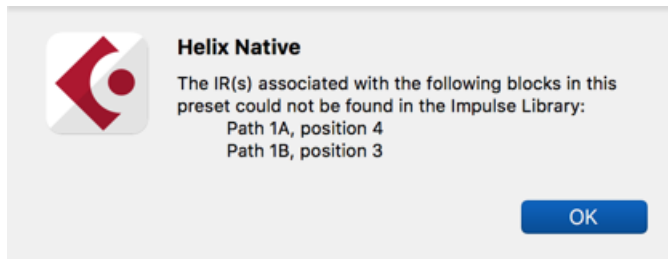 Helix Native
The IR(s) associated with the following blocks in this
preset could not be found in the Impulse Library:
Path 1A, position 4
Path 1B, position 3
OK